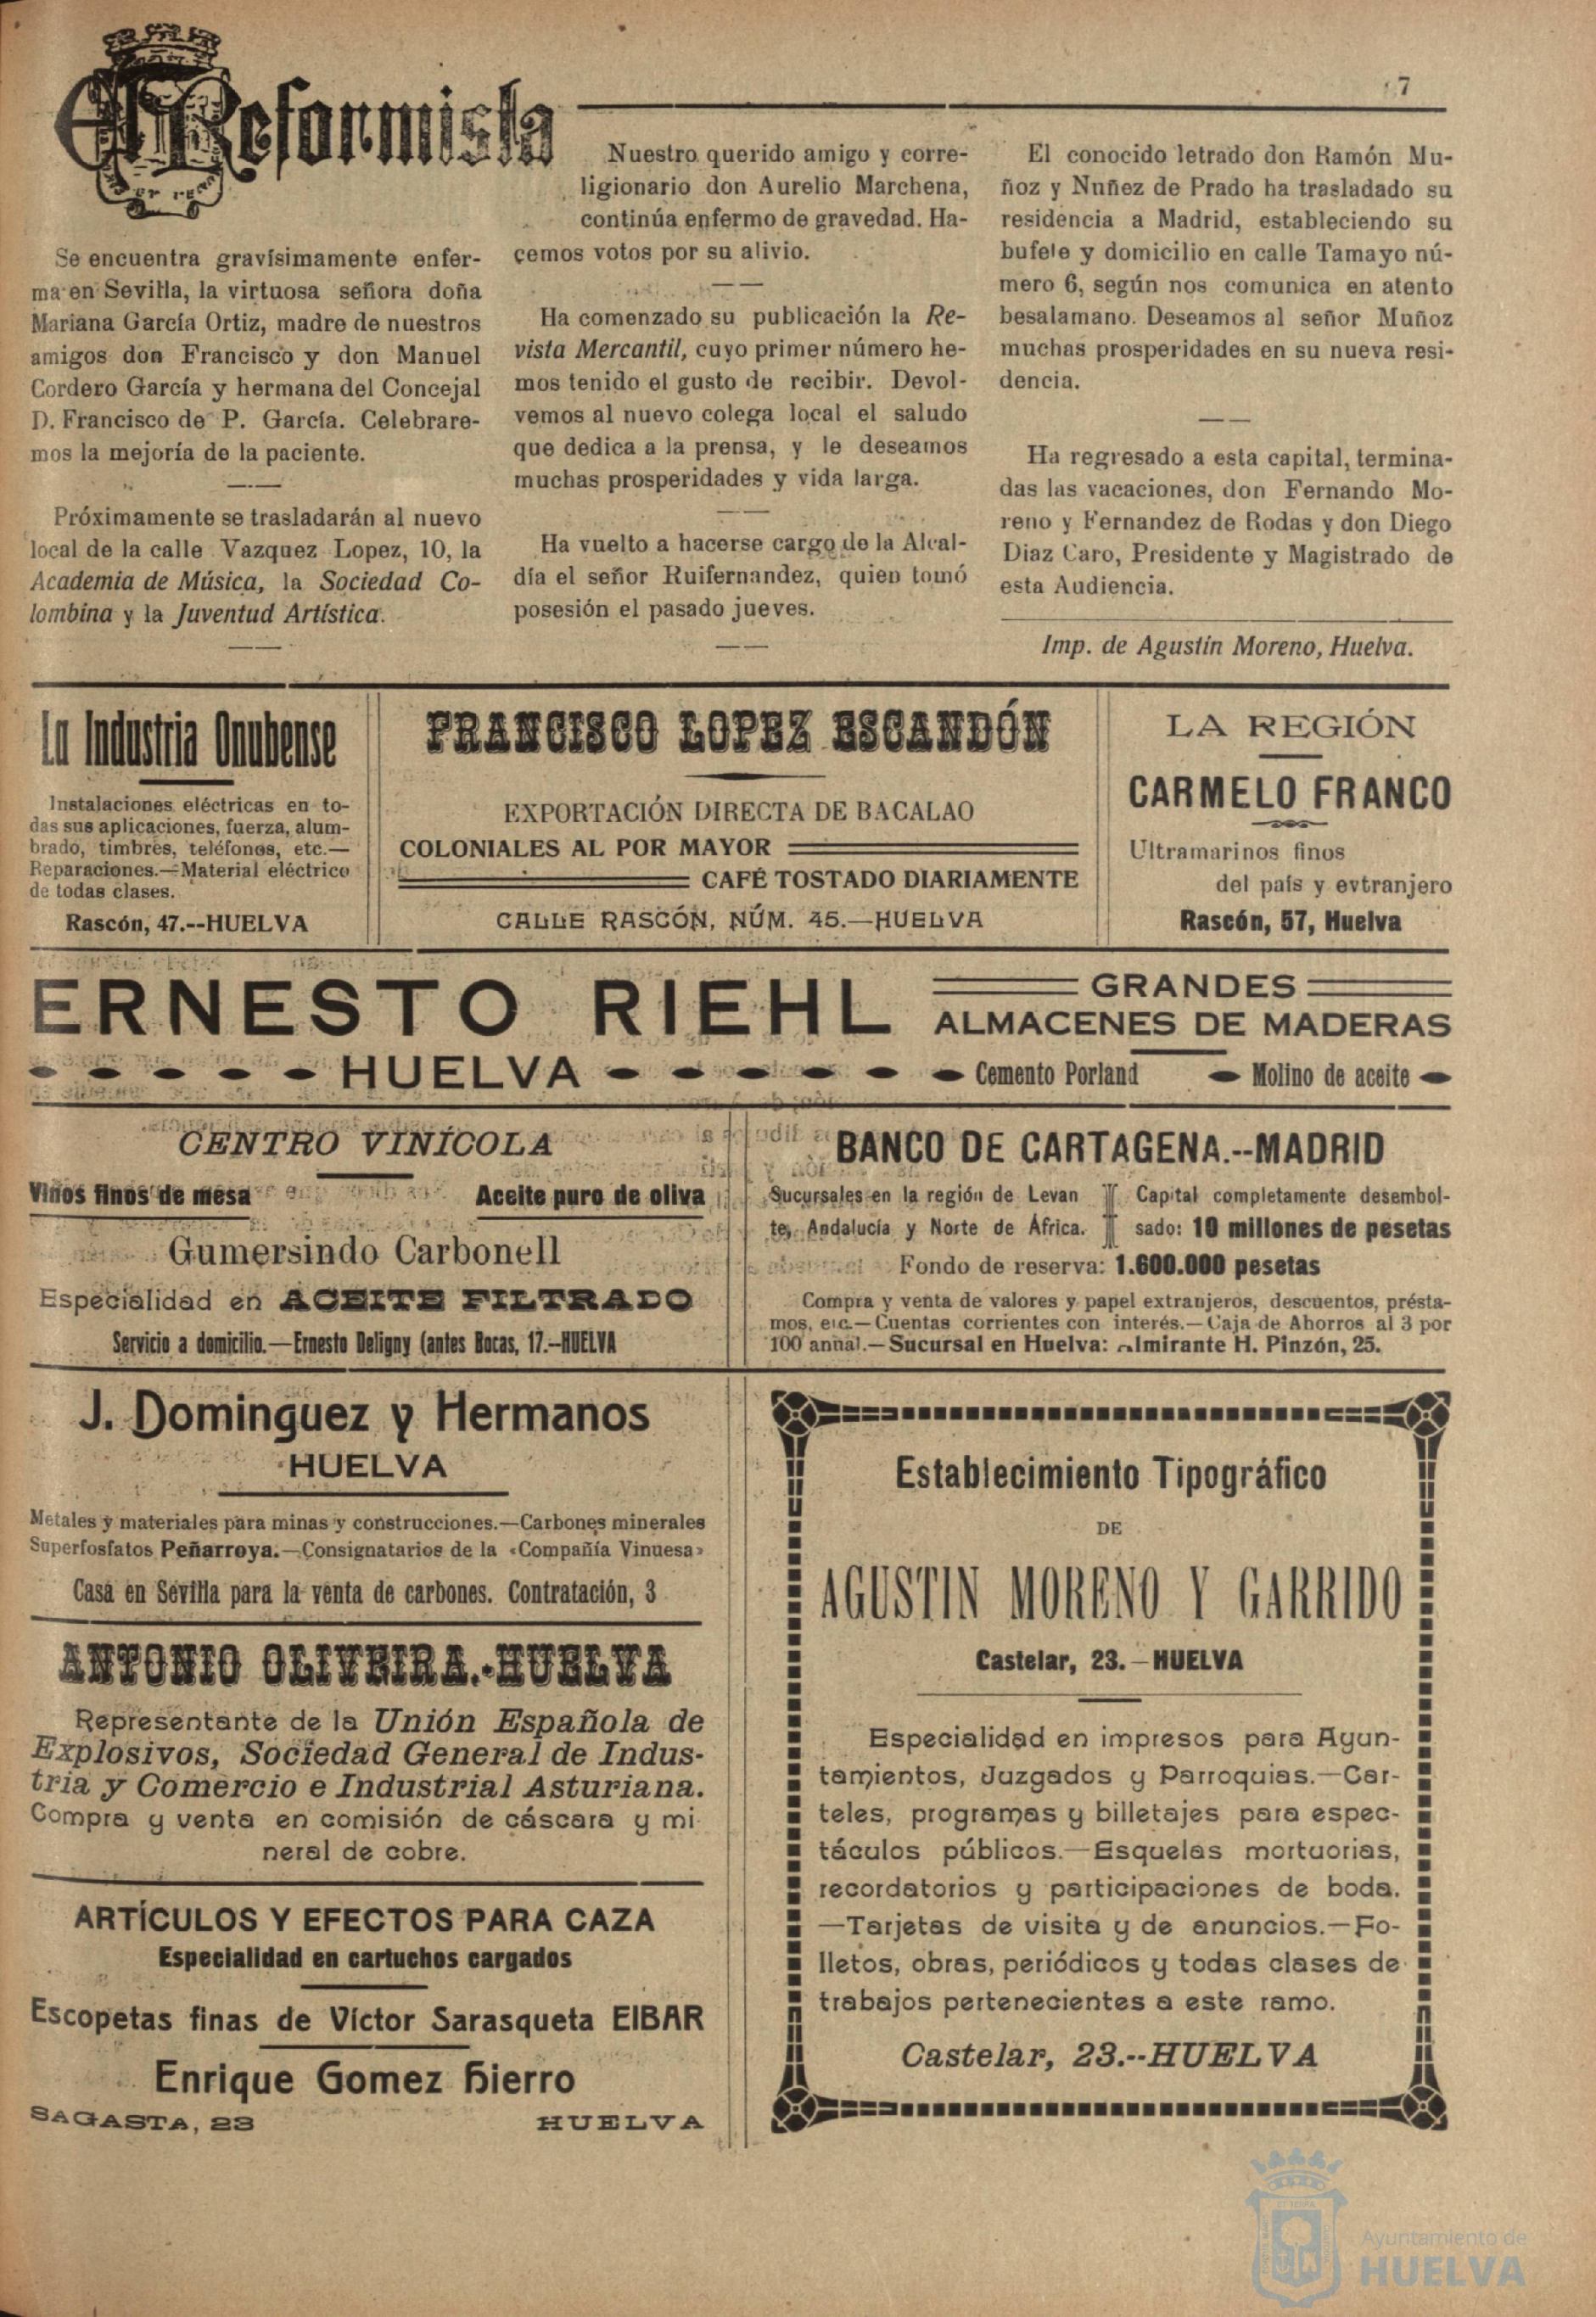 7
El Reformista
Se encuentra gravísimamente enfer-
ma en Sevilla, la virtuosa señora doña
Mariana García Ortiz, madre de nuestros
amigos don Francisco y don Manuel
Cordero García y hermana del Concejal
D. Francisco de P. García. Celebrare-
mos la mejoría de la paciente.
Próximamente se trasladarán al nuevo
local de la calle Vazquez Lopez, 10, la
Academia de Música, la Sociedad Co-
lombina y la Juventud Artística.
Nuestro querido amigo y corre-
ligionario don Aurelio Marchena,
continúa enfermo de gravedad. Ha-
cemos votos por su alivio.
Ha comenzado su publicación la Re-
vista Mercantil, cuyo primer número he-
mos tenido el gusto de recibir. Devol-
vemos al nuevo colega local el saludo
que dedica a la prensa, y le deseamos
muchas prosperidades y vida larga.
Ha vuelto a hacerse cargo de la Alcal-
día el señor Ruifernandez, quien tomó
posesión el pasado jueves.
El conocido letrado don Ramón Mu-
ñoz y Nuñez de Prado ha trasladado su
residencia a Madrid, estableciendo su
bufete y domicilio en calle Tamayo nú-
mero 6, según nos comunica en atento
besalamano. Deseamos al señor Muñoz
muchas prosperidades en su nueva resi-
dencia.
Ha regresado a esta capital, termina-
das las vacaciones, don Fernando Mo-
reno y Fernandez de Rodas y don Diego
Diaz Caro, Presidente y Magistrado de
esta Audiencia.
Imp. de Agustín Moreno, Huelva.
La Industria Onubense
Instalaciones eléctricas en to-
das sus aplicaciones, fuerza, alum-
brado, timbres, teléfonos, etc.—
Reparaciones.—Material eléctrico
de todas clases.
Rascón, 47.--HUELVA
FRANCISCO LOPEZ ESCANDÓN
EXPORTACIÓN DIRECTA DE BACALAO
COLONIALES AL POR MAYOR
CAFÉ TOSTADO DIARIAMENTE
CALLE RASCÓN, NÚM. 45.—HUELVA
LA REGIÓN
CARMELO FRANCO
Ultramarinos finos
del país y evtranjero
Rascón, 57, Huelva
ERNESTO RIEHL
HUELVA
GRANDES
ALMACENES DE MADERAS
Cemento Porland Molino de aceite
CENTRO VINÍCOLA
Vinos finos de mesa Aceite puro de oliva
Gumersindo Carbonell
Especialidad en ACEITE FILTRADO
Servicio a domicilio.—Ernesto Deligny (antes Bocas, 17.--HUELVA
BANCO DE CARTAGENA.--MADRID
Sucursales en la región de Levan
te, Andalucía y Norte de África.
Capital completamente desembol-
sado: 10 millones de pesetas
Fondo de reserva: 1.600.000 pesetas
Compra y venta de valores y papel extranjeros, descuentos, présta-
mos, etc.—Cuentas corrientes con interés.—Caja de Ahorros al 3 por
100 annal.—Sucursal en Huelva: Almirante H. Pinzón, 25.
J. Dominguez y Hermanos
HUELVA
Metales y materiales para minas y construcciones.—Carbones minerales
Superfosfatos Peñarroya.—Consignatarios de la «Compañía Vinuesa»
Casa en Sevilla para la venta de carbones. Contratación, 3
ANTONIO OLIVEIRA.-HUELVA
Representante de la Unión Española de
Explosivos, Sociedad General de Indus-
tria y Comercio e Industrial Asturiana.
Compra y venta en comisión de cáscara y mi
neral de cobre.
ARTÍCULOS Y EFECTOS PARA CAZA
Especialidad en cartuchos cargados
Escopetas finas de Víctor Sarasqueta EIBAR
Enrique Gomez Hierro
SAGASTA, 23 HUELVA
Establecimiento Tipográfico
DE
AGUSTIN MORENO Y GARRIDO
Castelar, 23.—HUELVA
Especialidad en impresos para Ayun-
tamientos, Juzgados y Parroquias.—Car-
teles, programas y billetajes para espec-
táculos públicos.—Esquelas mortuorias,
recordatorios y participaciones de boda.
—Tarjetas de visita y de anuncios.—Fo-
lletos, obras, periódicos y todas clases de
trabajos pertenecientes a este ramo.
Castelar, 23.--HUELVA
Ayuntamiento de
HUELVA